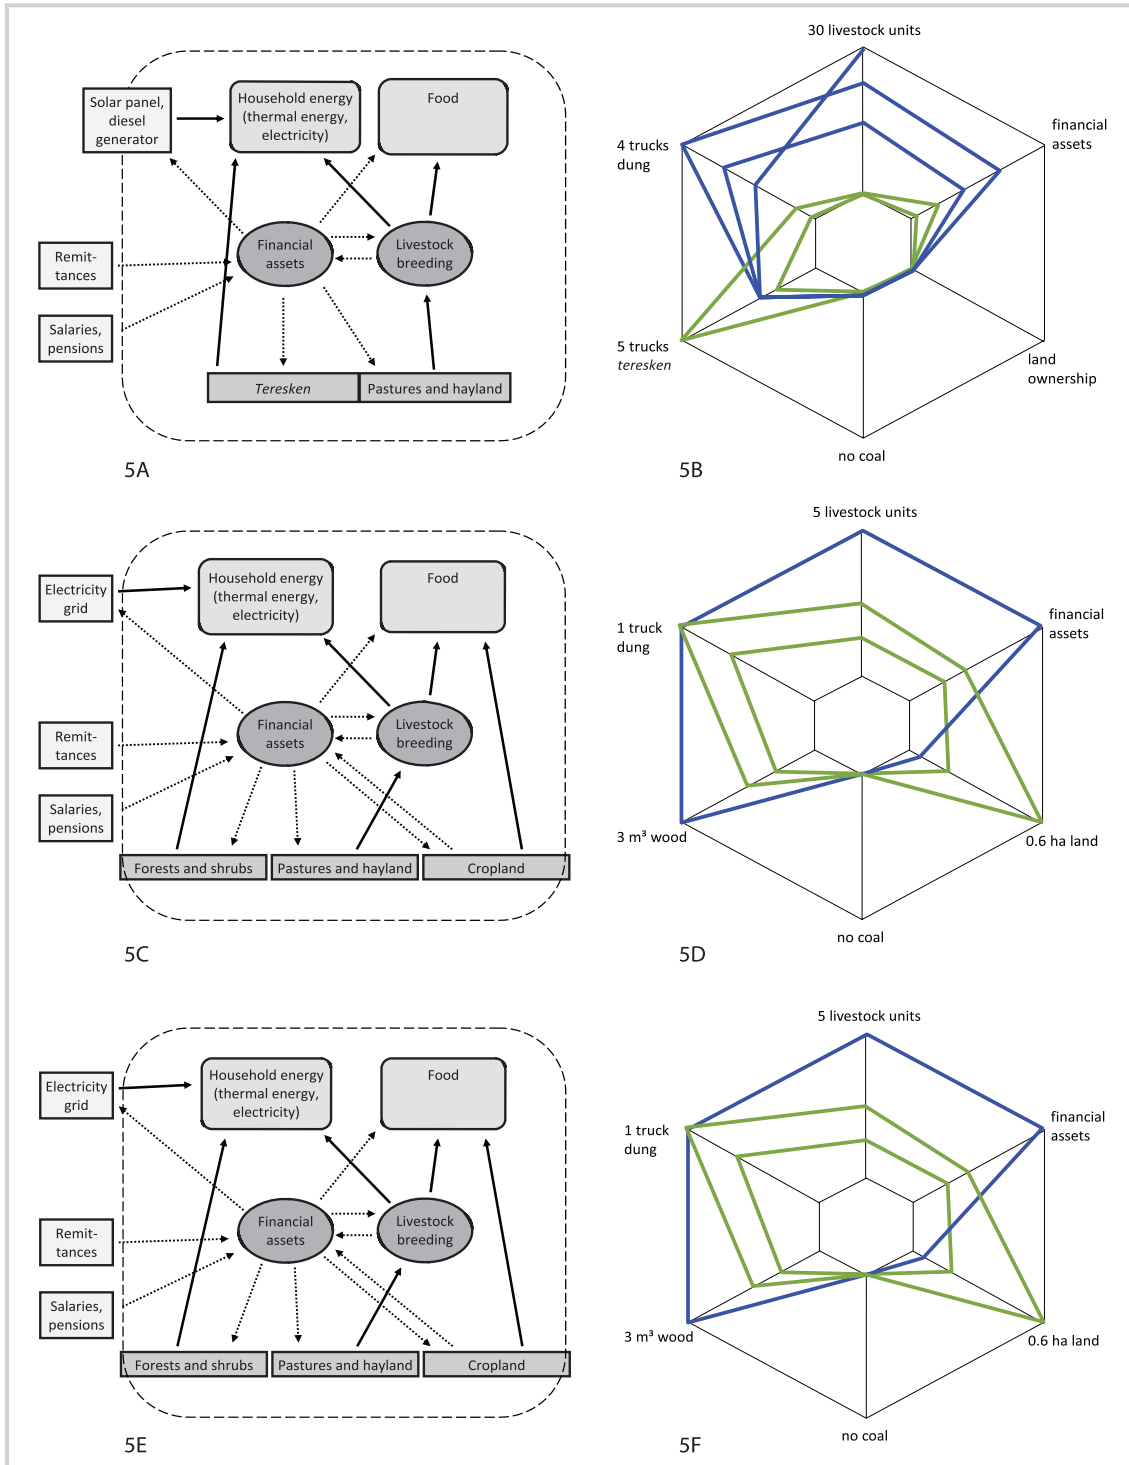 Solar panel,
diesel
generator
Household energy
(thermal energy,
electricity)
Food
Remit-
tances
Financial
assets
Livestock
breeding
Salaries,
pensions
Teresken
Pastures and hayland
5A
30 livestock units
4 trucks
dung
financial
assets
5 trucks
teresken
land
ownership
no coal
5B
Electricity
grid
Household energy
(thermal energy,
electricity)
Food
Remit-
tances
Financial
assets
Livestock
breeding
Salaries,
pensions
Forests and shrubs
Pastures and hayland
Cropland
5C
5 livestock units
1 truck
dung
financial
assets
3 m³ wood
0.6 ha land
no coal
5D
Electricity
grid
Household energy
(thermal energy,
electricity)
Food
Remit-
tances
Financial
assets
Livestock
breeding
Salaries,
pensions
Forests and shrubs
Pastures and hayland
Cropland
5E
5 livestock units
1 truck
dung
financial
assets
3 m³ wood
0.6 ha land
no coal
5F